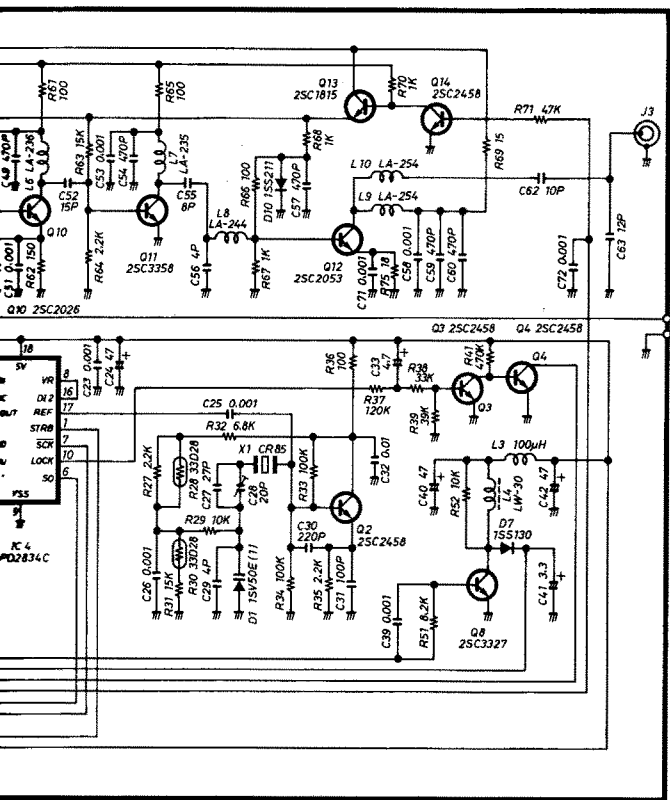 R61 100
R65 100
Q13
2SC1815
R70 1K
Q14
2SC2458
R71 47K
J3
C49 470P
L6 LA-236
R63 15K
C53 0.001
C54 470P
L7 LA-235
R68 1K
R66 100
D10 1SS211
C57 470P
L10 LA-254
L9 LA-254
R69 15
C62 10P
C52
15P
C55
8P
Q10
Q11
2SC3358
L8
LA-244
Q12
2SC2053
C51 0.001
R62 150
R64 2.2K
C56 4P
R67 1K
C71 0.001
R75 18
C58 0.001
C59 470P
C60 470P
C72 0.001
C63 12P
Q10 2SC2026
Q3 2SC2458
Q4 2SC2458
18
5V
VR
8
DI2
16
REF
17
STRB
1
SCK
7
LOCK
10
SO
6
VSS
9
IC4
PD2834C
C23 0.001
C24 47
R36 100
C33 4.7
R38
33K
R37
120K
R39 39K
R41 470K
Q3
Q4
C25 0.001
R32 6.8K
X1 CR85
R27 2.2K
R28 33D28
C27 27P
C28
20P
R33 100K
C32 0.01
Q2
2SC2458
R29 10K
C30
220P
C26 0.001
R31 15K
R30 33D28
C29 4P
D1 1SV50E(1)
R34 100K
R35 2.2K
C31 100P
L3 100μH
C40 47
R52 10K
L4 LW-30
C42 47
D7
1SS130
C41 3.3
C39 0.001
R51 8.2K
Q8
2SC3327